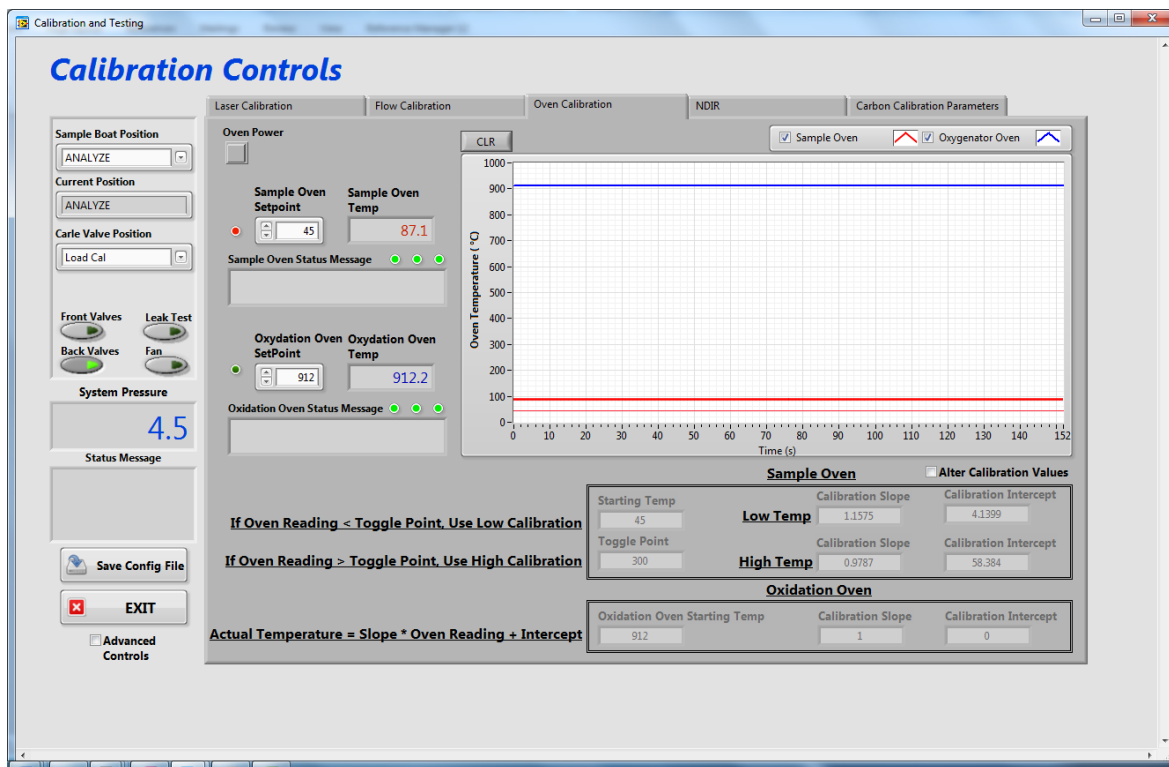 Calibration and Testing
Calibration Controls
Laser Calibration
Flow Calibration
Oven Calibration
NDIR
Carbon Calibration Parameters
Sample Boat Position
ANALYZE
Current Position
ANALYZE
Carle Valve Position
Load Cal
Front Valves
Leak Test
Back Valves
Fan
System Pressure
4.5
Status Message
Save Config File
EXIT
Advanced
Controls
Oven Power
Sample Oven
Setpoint
45
Sample Oven
Temp
87.1
Sample Oven Status Message
Oxydation Oven
SetPoint
912
Oxydation Oven
Temp
912.2
Oxidation Oven Status Message
CLR
Sample Oven
Oxygenator Oven
Oven Temperature ( °C)
1000
900
800
700
600
500
400
300
200
100
0
0 10 20 30 40 50 60 70 80 90 100 110 120 130 140 152
Time (s)
Sample Oven
Alter Calibration Values
If Oven Reading < Toggle Point, Use Low Calibration
Starting Temp
45
Low Temp
Calibration Slope
1.1575
Calibration Intercept
4.1399
If Oven Reading > Toggle Point, Use High Calibration
Toggle Point
300
High Temp
Calibration Slope
0.9787
Calibration Intercept
58.384
Oxidation Oven
Actual Temperature = Slope * Oven Reading + Intercept
Oxidation Oven Starting Temp
912
Calibration Slope
1
Calibration Intercept
0